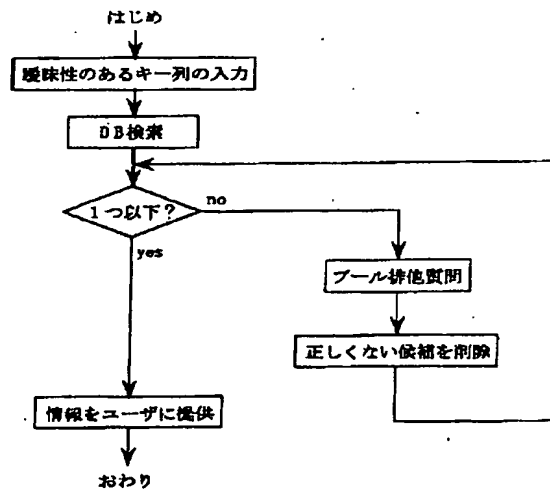 はじめ
曖昧性のあるキー列の入力
DB検索
1つ以下?
no
yes
ブール排他質問
正しくない候補を削除
情報をユーザに提供
おわり